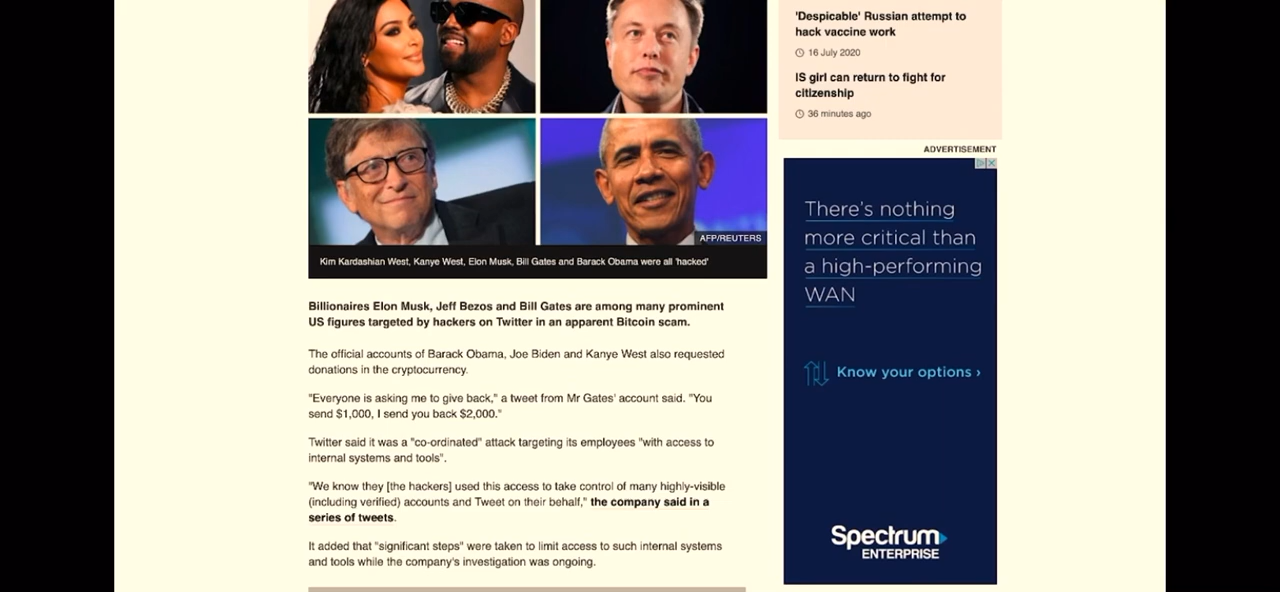 'Despicable' Russian attempt to
hack vaccine work
16 July 2020
IS girl can return to fight for
citizenship
36 minutes ago
AFP/REUTERS
Kim Kardashian West, Kanye West, Elon Musk, Bill Gates and Barack Obama were all 'hacked'
Billionaires Elon Musk, Jeff Bezos and Bill Gates are among many prominent
US figures targeted by hackers on Twitter in an apparent Bitcoin scam.
The official accounts of Barack Obama, Joe Biden and Kanye West also requested
donations in the cryptocurrency.
"Everyone is asking me to give back," a tweet from Mr Gates' account said. "You
send $1,000, I send you back $2,000."
Twitter said it was a "co-ordinated" attack targeting its employees "with access to
internal systems and tools".
"We know they [the hackers] used this access to take control of many highly-visible
(including verified) accounts and Tweet on their behalf," the company said in a
series of tweets.
It added that "significant steps" were taken to limit access to such internal systems
and tools while the company's investigation was ongoing.
ADVERTISEMENT
There's nothing
more critical than
a high-performing
WAN
Know your options ›
Spectrum
ENTERPRISE